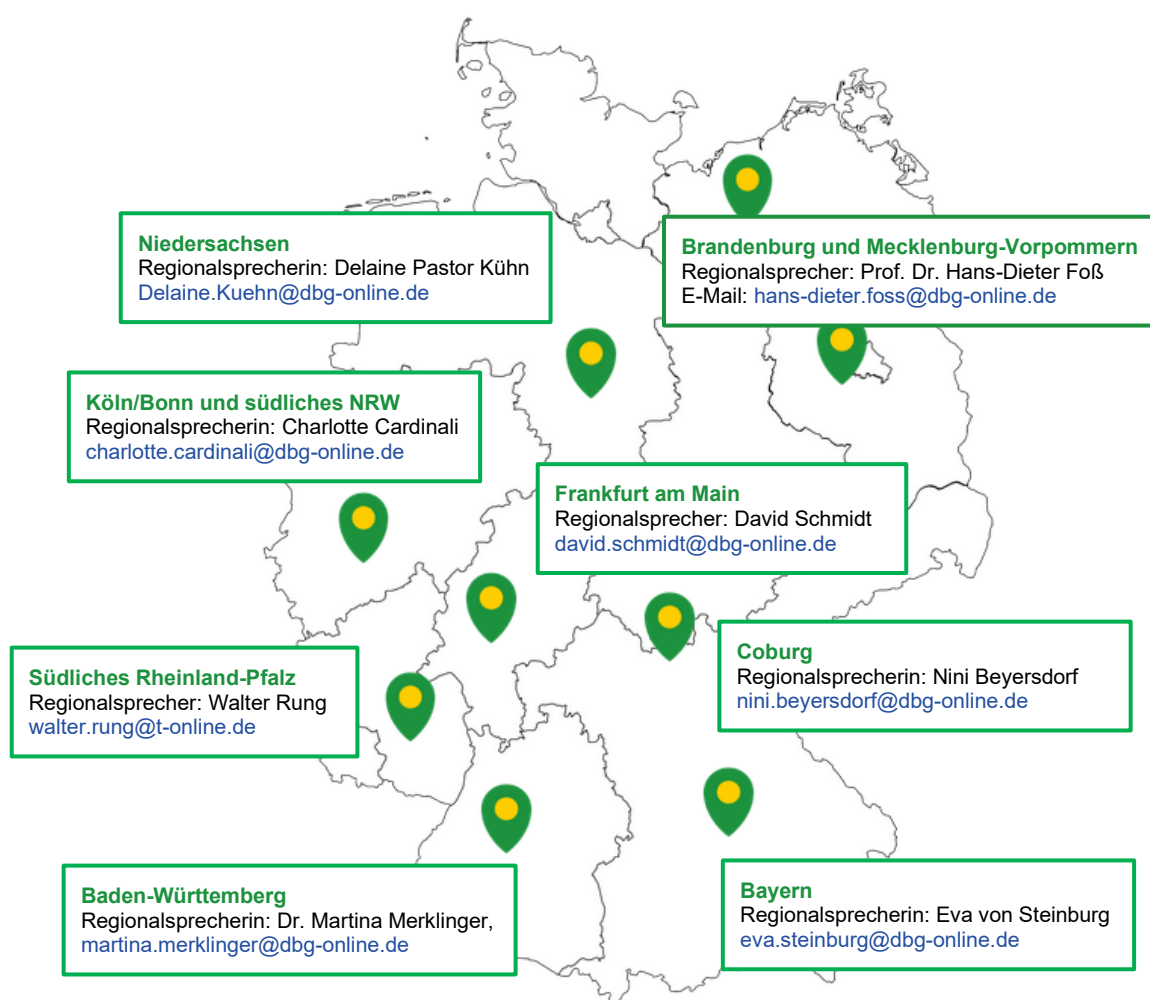 Niedersachsen
Regionalsprecherin: Delaine Pastor Kühn
Delaine.Kuehn@dbg-online.de
Brandenburg und Mecklenburg-Vorpommern
Regionalsprecher: Prof. Dr. Hans-Dieter Foß
E-Mail: hans-dieter.foss@dbg-online.de
Köln/Bonn und südliches NRW
Regionalsprecherin: Charlotte Cardinali
charlotte.cardinali@dbg-online.de
Frankfurt am Main
Regionalsprecher: David Schmidt
david.schmidt@dbg-online.de
Südliches Rheinland-Pfalz
Regionalsprecher: Walter Rung
walter.rung@t-online.de
Coburg
Regionalsprecherin: Nini Beyersdorf
nini.beyersdorf@dbg-online.de
Baden-Württemberg
Regionalsprecherin: Dr. Martina Merklinger,
martina.merklinger@dbg-online.de
Bayern
Regionalsprecherin: Eva von Steinburg
eva.steinburg@dbg-online.de